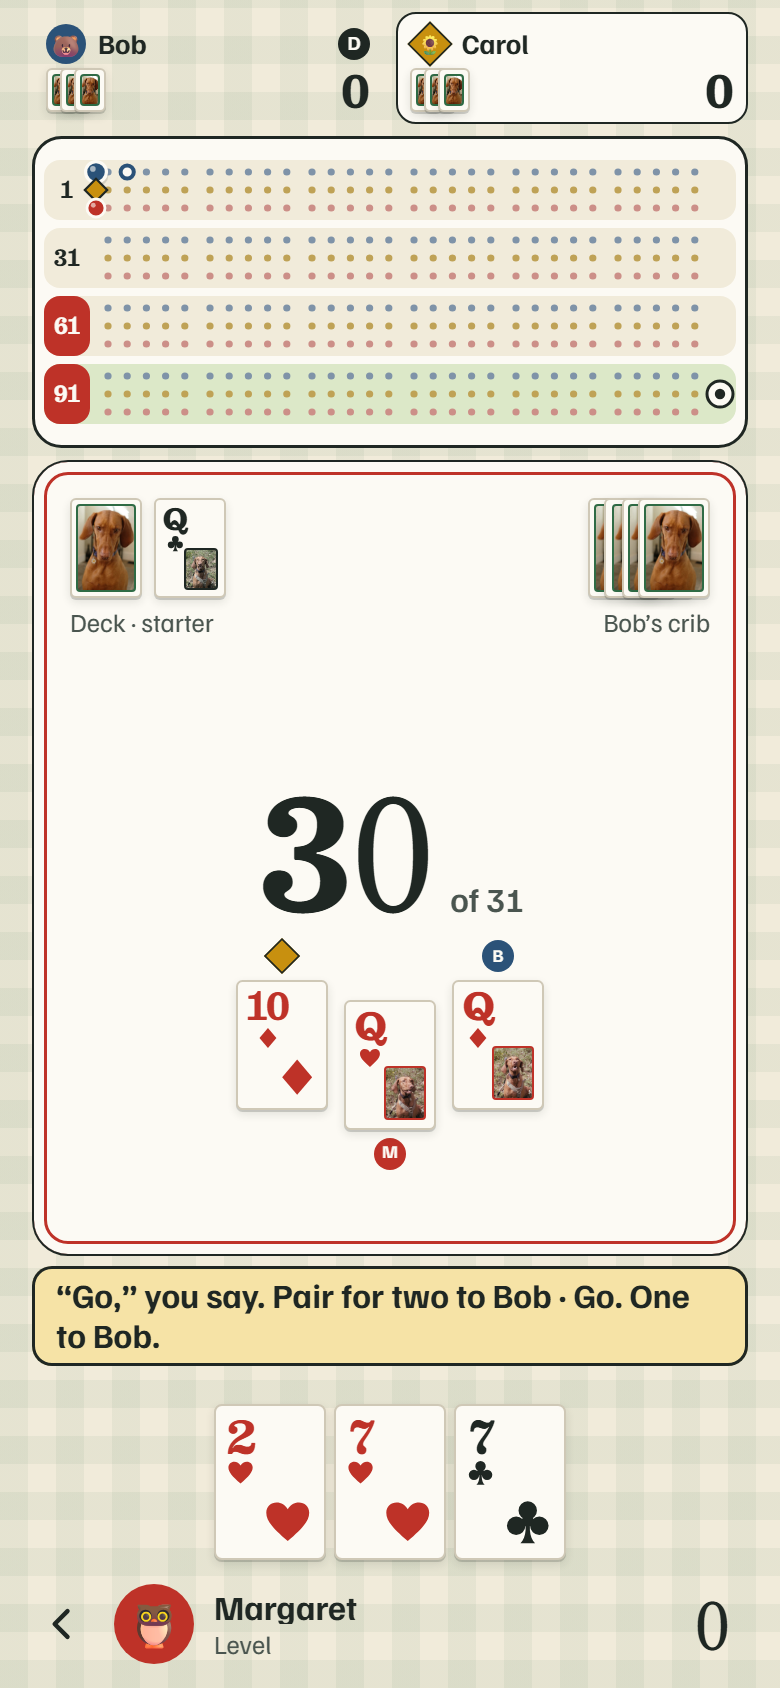 Bob
D
0
Carol
0
1
31
61
91
Q
Deck · starter
Bob’s crib
30 of 31
B
10
Q
Q
M
“Go,” you say. Pair for two to Bob · Go. One
to Bob.
2
7
7
Margaret
Level
0